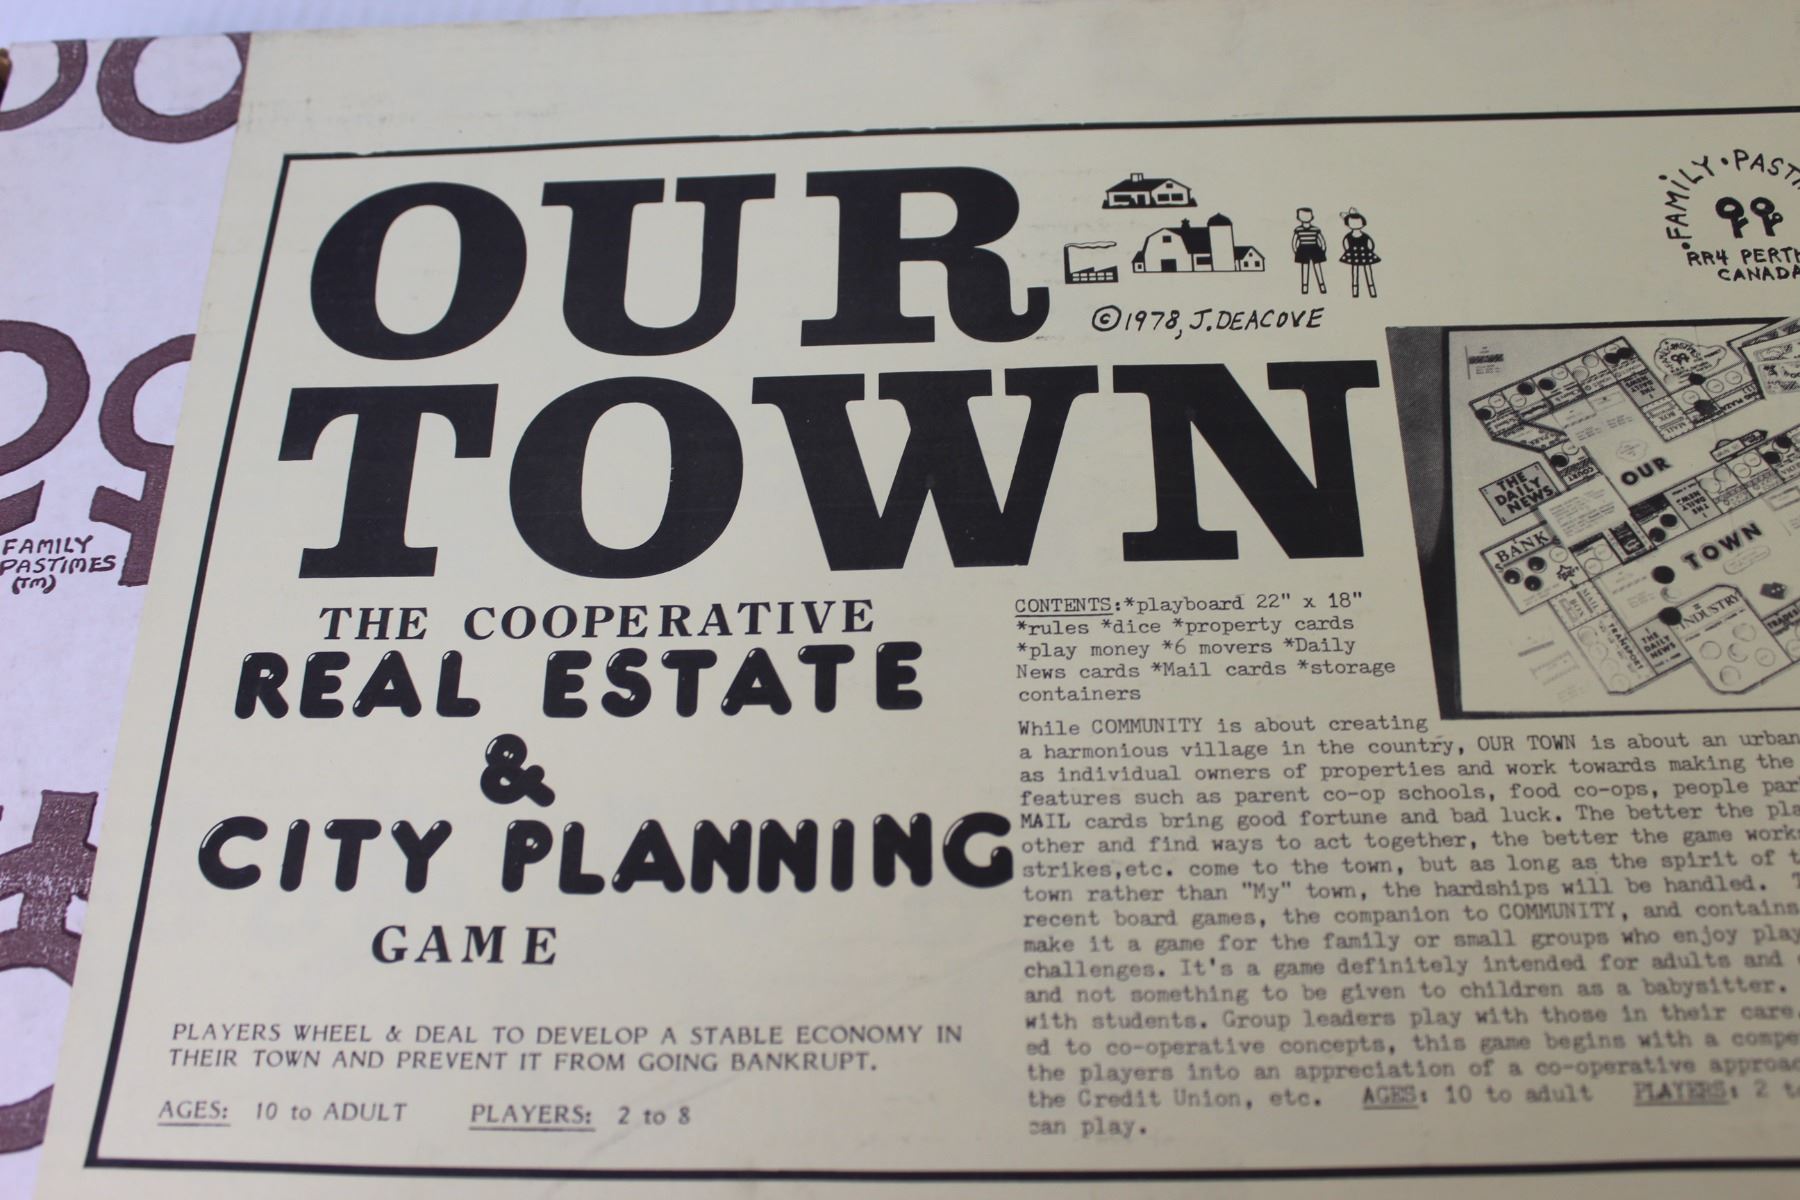 OUR
TOWN
©1978, J.DEACOVE
FAMILY
RR4 PERTH
CANADA
FAMILY
PASTIMES
(TM)
THE COOPERATIVE
REAL ESTATE
&
CITY PLANNING
GAME
PLAYERS WHEEL & DEAL TO DEVELOP A STABLE ECONOMY IN
THEIR TOWN AND PREVENT IT FROM GOING BANKRUPT.
AGES: 10 to ADULT PLAYERS: 2 to 8
CONTENTS:*playboard 22" x 18"
*rules *dice *property cards
*play money *6 movers *Daily
News cards *Mail cards *storage
containers
While COMMUNITY is about creating
a harmonious village in the country, OUR TOWN is about an urban
as individual owners of properties and work towards making the
features such as parent co-op schools, food co-ops, people
MAIL cards bring good fortune and bad luck. The better the
other and find ways to act together, the better the game
strikes,etc. come to the town, but as long as the spirit of
town rather than "My" town, the hardships will be handled.
recent board games, the companion to COMMUNITY, and contains
make it a game for the family or small groups who enjoy
challenges. It's a game definitely intended for adults and
and not something to be given to children as a babysitter.
with students. Group leaders play with those in their care.
ed to co-operative concepts, this game begins with a
the players into an appreciation of a co-operative
the Credit Union, etc. AGES: 10 to adult PLAYERS: 2
can play.
OUR
TOWN
THE
DAILY
NEWS
BANK
INDUSTRY
THE
DAILY
NEWS
TRANSPORT